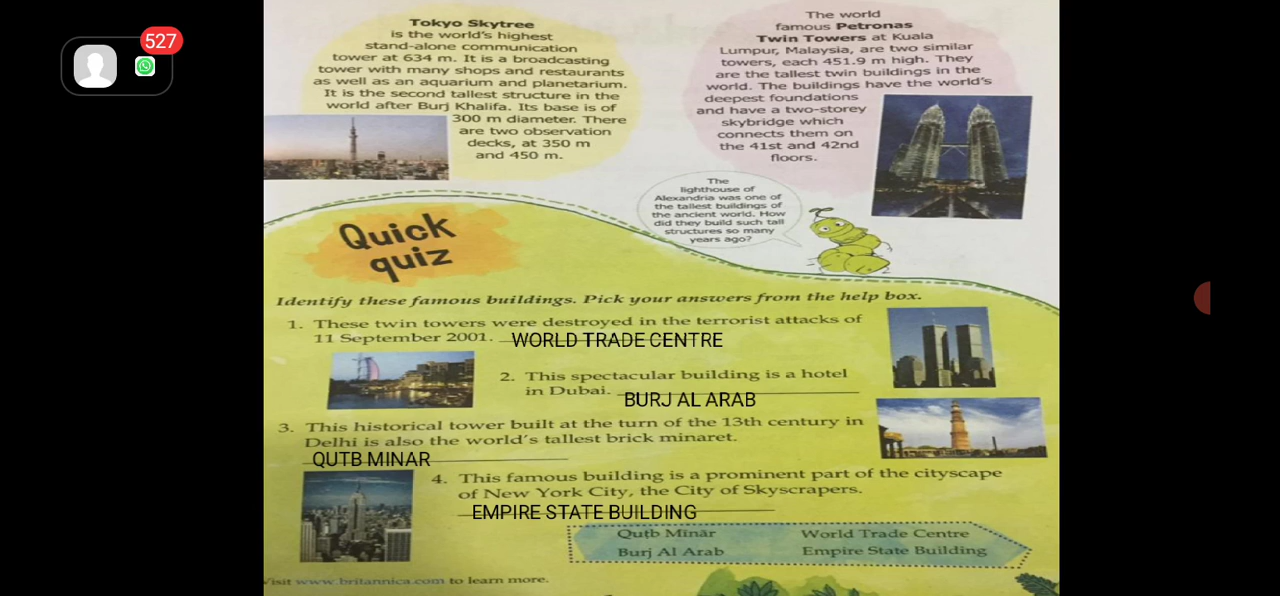 527
Tokyo Skytree
is the world's highest
stand-alone communication
tower at 634 m. It is a broadcasting
tower with many shops and restaurants
as well as an aquarium and planetarium.
It is the second tallest structure in the
world after Burj Khalifa. Its base is of
300 m diameter. There
are two observation
decks, at 350 m
and 450 m.
The world
famous Petronas
Twin Towers at Kuala
Lumpur, Malaysia, are two similar
towers, each 451.9 m high. They
are the tallest twin buildings in the
world. The buildings have the world's
deepest foundations
and have a two-storey
skybridge which
connects them on
the 41st and 42nd
floors.
The
lighthouse of
Alexandria was one of
the tallest buildings of
the ancient world. How
did they build such tall
structures so many
years ago?
Quick
quiz
Identify these famous buildings. Pick your answers from the help box.
1. These twin towers were destroyed in the terrorist attacks of
11 September 2001. WORLD TRADE CENTRE
2. This spectacular building is a hotel
in Dubai. BURJ AL ARAB
3. This historical tower built at the turn of the 13th century in
Delhi is also the world's tallest brick minaret.
QUTB MINAR
4. This famous building is a prominent part of the cityscape
of New York City, the City of Skyscrapers.
EMPIRE STATE BUILDING
Quṭb Mīnār World Trade Centre
Burj Al Arab Empire State Building
Visit www.britannica.com to learn more.